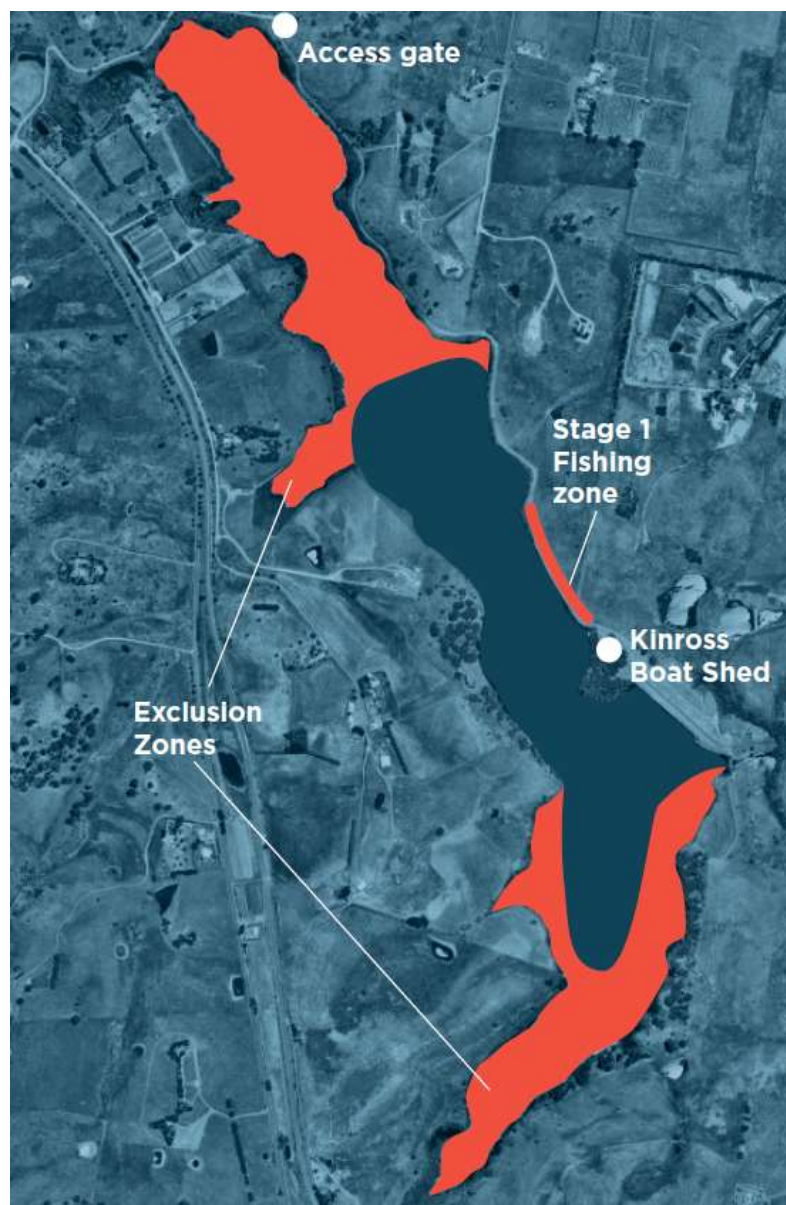 Access gate
Stage 1
Fishing
zone
Kinross
Boat Shed
Exclusion
Zones